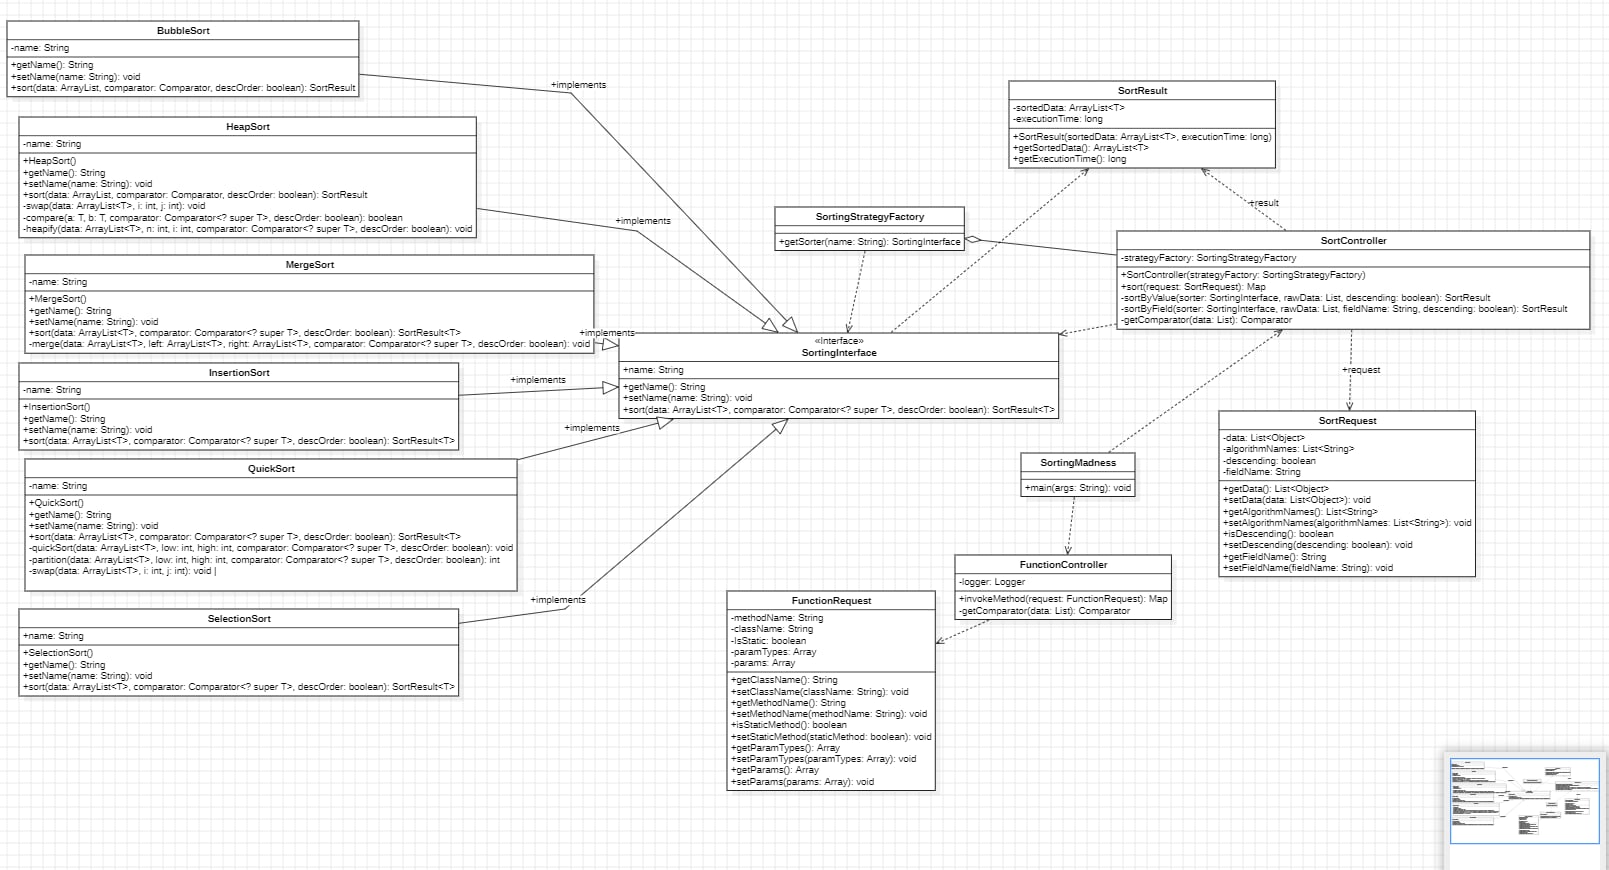 BubbleSort
-name: String
+getName(): String
+setName(name: String): void
+sort(data: ArrayList, comparator: Comparator, descOrder: boolean): SortResult
+implements
HeapSort
-name: String
+HeapSort()
+getName(): String
+setName(name: String): void
+sort(data: ArrayList, comparator: Comparator, descOrder: boolean): SortResult
-swap(data: ArrayList<T>, i: int, j: int): void
-compare(a: T, b: T, comparator: Comparator<? super T>, descOrder: boolean): boolean
-heapify(data: ArrayList<T>, n: int, i: int, comparator: Comparator<? super T>, descOrder: boolean): void
+implements
MergeSort
-name: String
+MergeSort()
+getName(): String
+setName(name: String): void
+sort(data: ArrayList<T>, comparator: Comparator<? super T>, descOrder: boolean): SortResult<T>
-merge(data: ArrayList<T>, left: ArrayList<T>, right: ArrayList<T>, comparator: Comparator<? super T>, descOrder: boolean): void
+implements
InsertionSort
-name: String
+InsertionSort()
+getName(): String
+setName(name: String): void
+sort(data: ArrayList<T>, comparator: Comparator<? super T>, descOrder: boolean): SortResult<T>
+implements
QuickSort
-name: String
+QuickSort()
+getName(): String
+setName(name: String): void
+sort(data: ArrayList<T>, comparator: Comparator<? super T>, descOrder: boolean): SortResult<T>
-quickSort(data: ArrayList<T>, low: int, high: int, comparator: Comparator<? super T>, descOrder: boolean): void
-partition(data: ArrayList<T>, low: int, high: int, comparator: Comparator<? super T>, descOrder: boolean): int
-swap(data: ArrayList<T>, i: int, j: int): void |
+implements
SelectionSort
+name: String
+SelectionSort()
+getName(): String
+setName(name: String): void
+sort(data: ArrayList<T>, comparator: Comparator<? super T>, descOrder: boolean): SortResult<T>
+implements
SortingStrategyFactory
+getSorter(name: String): SortingInterface
«Interface»
SortingInterface
+name: String
+getName(): String
+setName(name: String): void
+sort(data: ArrayList<T>, comparator: Comparator<? super T>, descOrder: boolean): SortResult<T>
SortResult
-sortedData: ArrayList<T>
-executionTime: long
+SortResult(sortedData: ArrayList<T>, executionTime: long)
+getSortedData(): ArrayList<T>
+getExecutionTime(): long
+result
SortController
-strategyFactory: SortingStrategyFactory
+SortController(strategyFactory: SortingStrategyFactory)
+sort(request: SortRequest): Map
-sortByValue(sorter: SortingInterface, rawData: List, descending: boolean): SortResult
-sortByField(sorter: SortingInterface, rawData: List, fieldName: String, descending: boolean): SortResult
-getComparator(data: List): Comparator
+request
SortRequest
-data: List<Object>
-algorithmNames: List<String>
-descending: boolean
-fieldName: String
+getData(): List<Object>
+setData(data: List<Object>): void
+getAlgorithmNames(): List<String>
+setAlgorithmNames(algorithmNames: List<String>): void
+isDescending(): boolean
+setDescending(descending: boolean): void
+getFieldName(): String
+setFieldName(fieldName: String): void
SortingMadness
+main(args: String): void
FunctionController
-logger: Logger
+invokeMethod(request: FunctionRequest): Map
-getComparator(data: List): Comparator
FunctionRequest
-methodName: String
-className: String
-IsStatic: boolean
-paramTypes: Array
-params: Array
+getClassName(): String
+setClassName(className: String): void
+getMethodName(): String
+setMethodName(methodName: String): void
+isStaticMethod(): boolean
+setStaticMethod(staticMethod: boolean): void
+getParamTypes(): Array
+setParamTypes(paramTypes: Array): void
+getParams(): Array
+setParams(params: Array): void